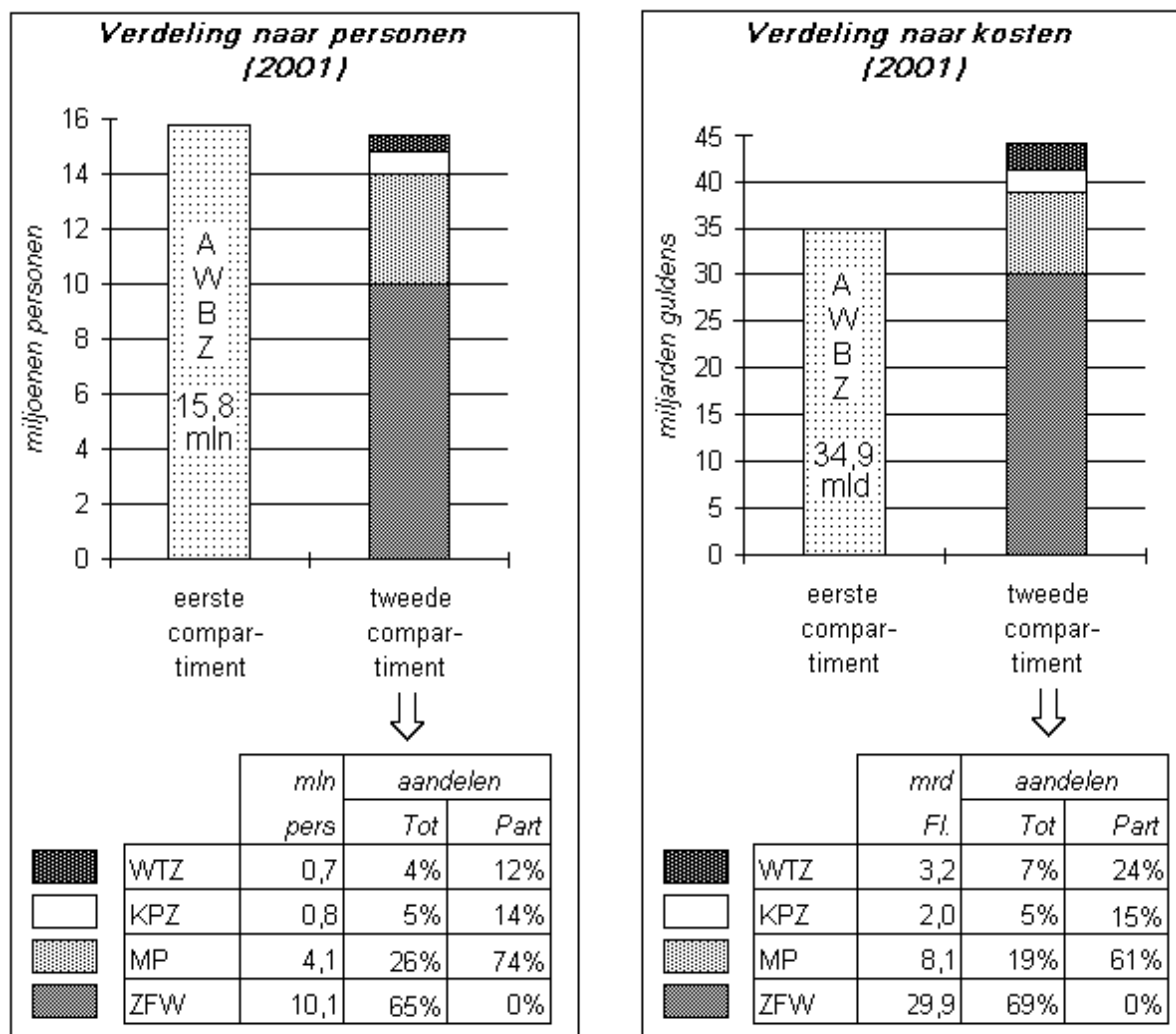 Verdeling naar personen
(2001)
miljoenen personen
16
14
12
10
8
6
4
2
0
A
W
B
Z
15,8
mln
eerste
compar-
timent
tweede
compar-
timent
mln aandelen
pers Tot Part
WTZ 0,7 4% 12%
KPZ 0,8 5% 14%
MP 4,1 26% 74%
ZFW 10,1 65% 0%
Verdeling naar kosten
(2001)
miljarden guldens
45
40
35
30
25
20
15
10
5
0
A
W
B
Z
34,9
mld
eerste
compar-
timent
tweede
compar-
timent
mrd aandelen
Fl. Tot Part
WTZ 3,2 7% 24%
KPZ 2,0 5% 15%
MP 8,1 19% 61%
ZFW 29,9 69% 0%